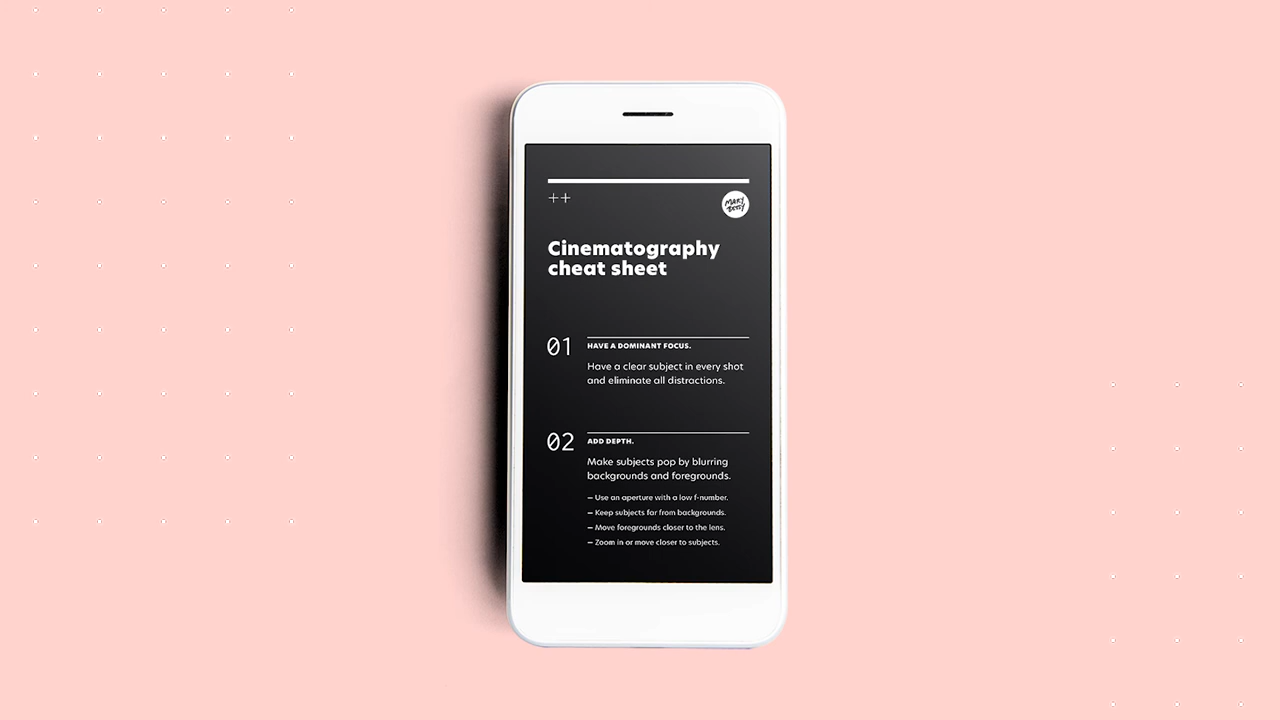 ++
MARY
BETSY
Cinematography
cheat sheet
01
HAVE A DOMINANT FOCUS.
Have a clear subject in every shot
and eliminate all distractions.
02
ADD DEPTH.
Make subjects pop by blurring
backgrounds and foregrounds.
– Use an aperture with a low f-number.
– Keep subjects far from backgrounds.
– Move foregrounds closer to the lens.
– Zoom in or move closer to subjects.